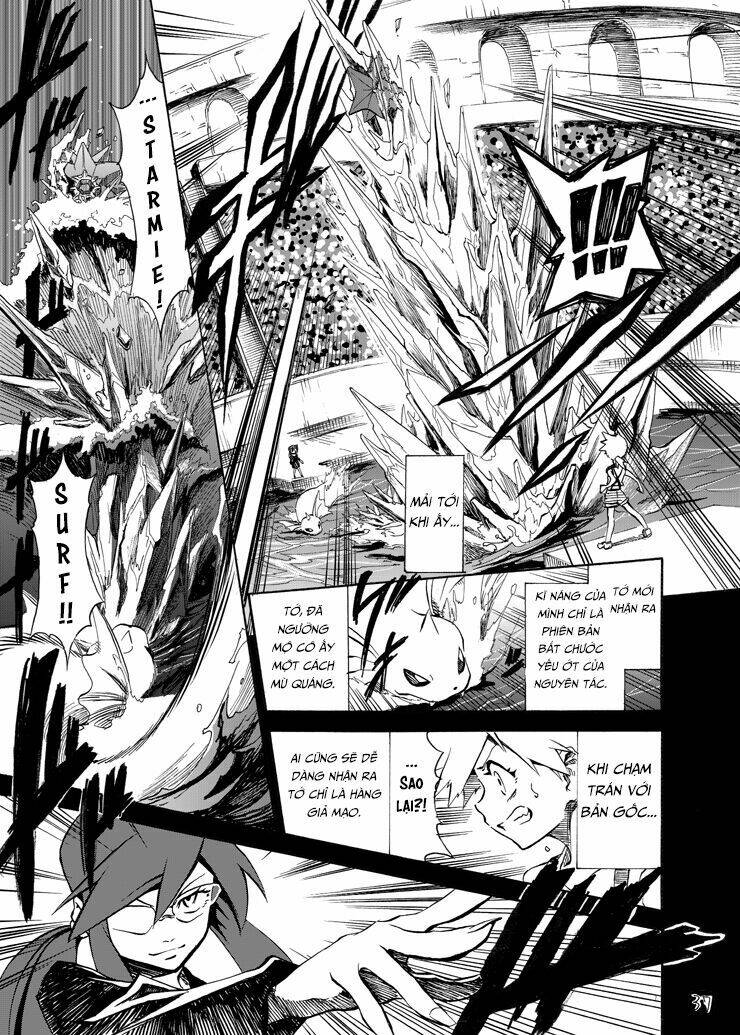 !!!
MẢI TỚI
KHI ẤY...
TỚ MỚI
NHẬN RA
KĨ NĂNG CỦA
MÌNH CHỈ LÀ
PHIÊN BẢN
BẮT CHƯỚC
YẾU ỚT CỦA
NGUYÊN TÁC.
TỚ, ĐÃ
NGƯỠNG
MỘ CÔ ẤY
MỘT CÁCH
MÙ QUÁNG.
KHI CHẠM
TRÁN VỚI
BẢN GỐC...
...
SAO
LẠI?!
AI CŨNG SẼ DỄ
DÀNG NHẬN RA
TỚ CHỈ LÀ HÀNG
GIẢ MẠO.
... STARMIE!
SURF!!
37